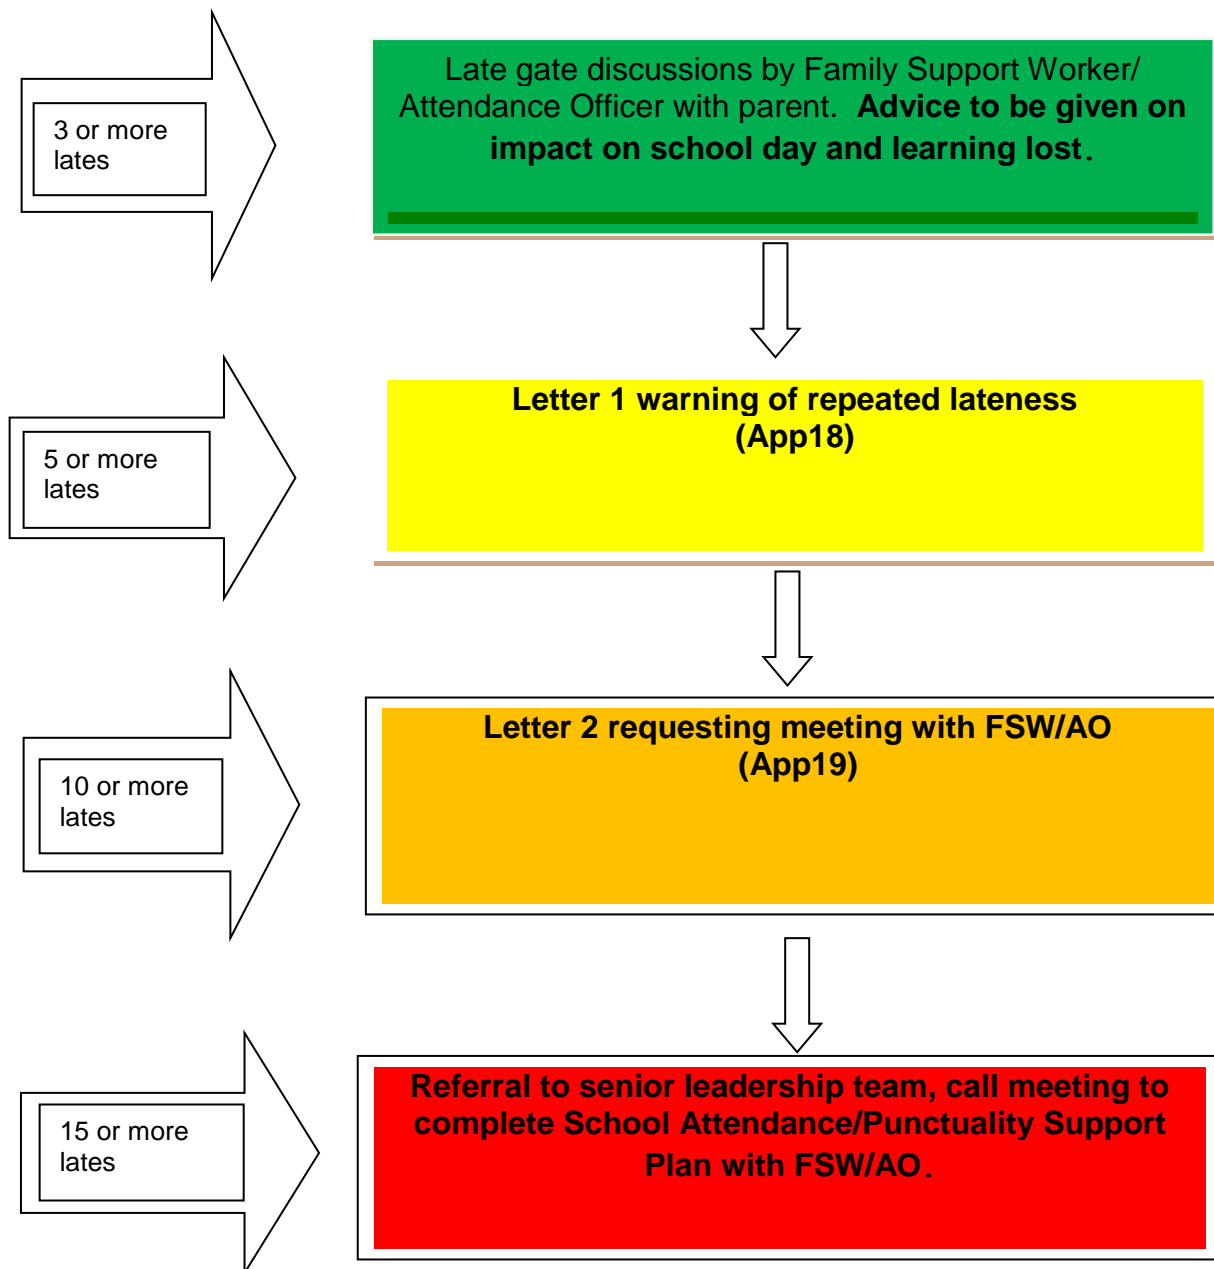 3 or more
lates
Late gate discussions by Family Support Worker/
Attendance Officer with parent.  Advice to be given on
impact on school day and learning lost.
5 or more
lates
Letter 1 warning of repeated lateness
(App18)
10 or more
lates
Letter 2 requesting meeting with FSW/AO
(App19)
15 or more
lates
Referral to senior leadership team, call meeting to
complete School Attendance/Punctuality Support
Plan with FSW/AO.